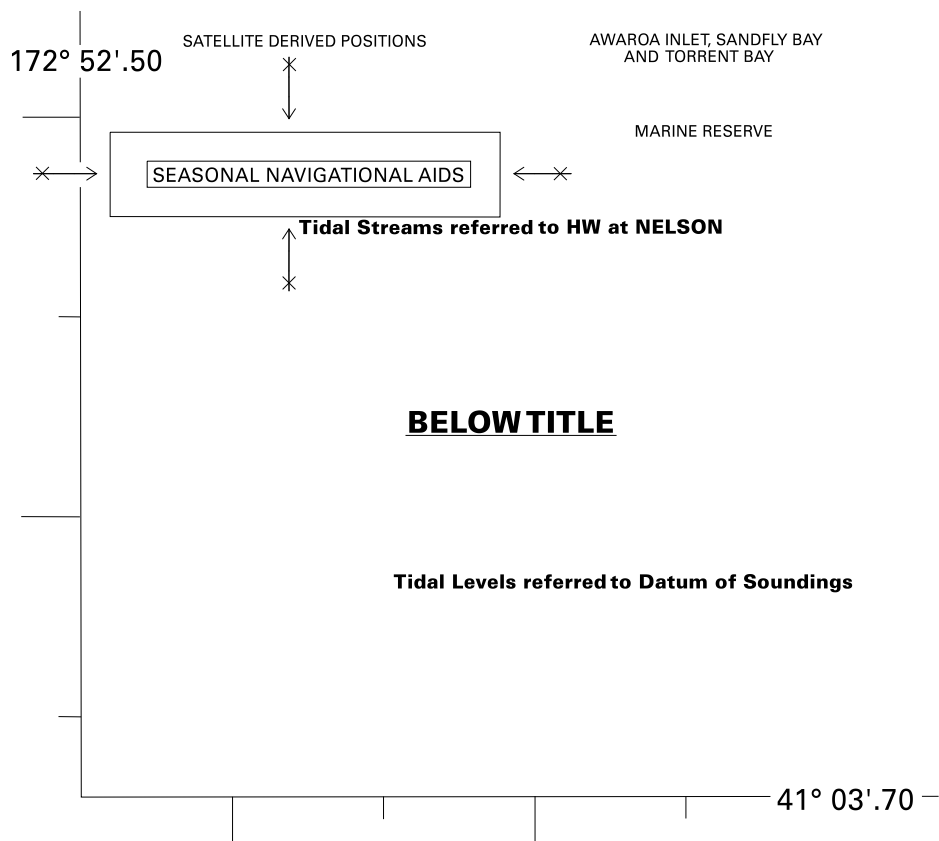 SATELLITE DERIVED POSITIONS
AWAROA INLET, SANDFLY BAY
AND TORRENT BAY
172° 52'.50
MARINE RESERVE
SEASONAL NAVIGATIONAL AIDS
Tidal Streams referred to HW at NELSON
BELOW TITLE
Tidal Levels referred to Datum of Soundings
41° 03'.70